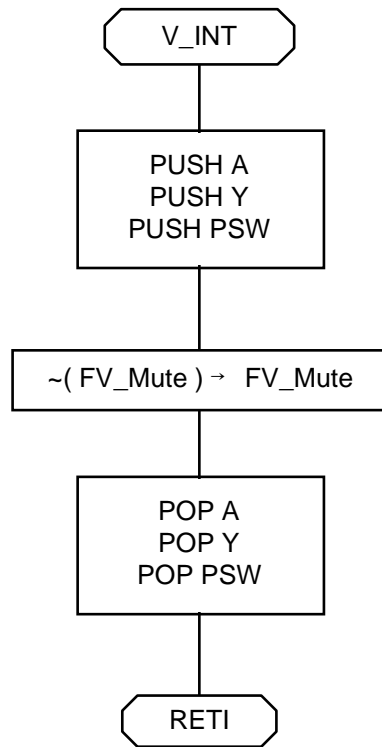 V_INT
PUSH A
PUSH Y
PUSH PSW
~( FV_Mute ) → FV_Mute
POP A
POP Y
POP PSW
RETI